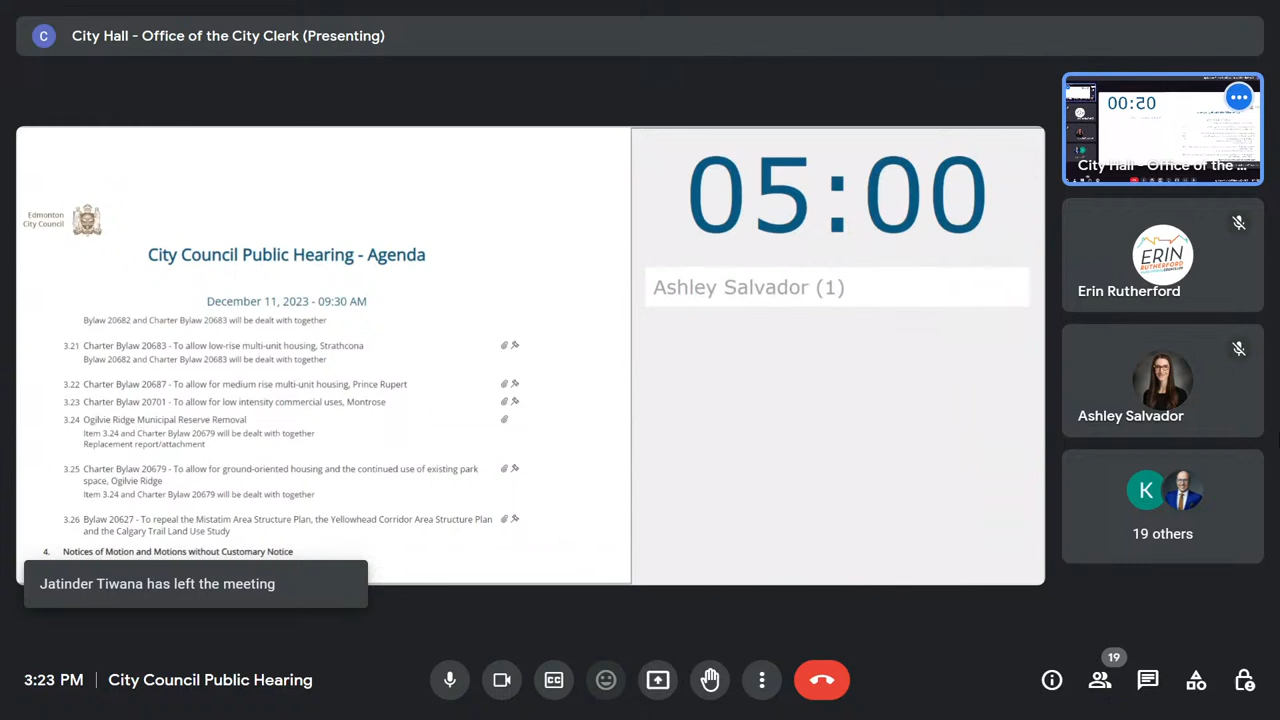 C
City Hall - Office of the City Clerk (Presenting)
Edmonton
City Council
City Council Public Hearing - Agenda
December 11, 2023 - 09:30 AM
Bylaw 20682 and Charter Bylaw 20683 will be dealt with together
3.21 Charter Bylaw 20683 - To allow low-rise multi-unit housing, Strathcona
Bylaw 20682 and Charter Bylaw 20683 will be dealt with together
3.22 Charter Bylaw 20687 - To allow for medium rise multi-unit housing, Prince Rupert
3.23 Charter Bylaw 20701 - To allow for low intensity commercial uses, Montrose
3.24 Ogilvie Ridge Municipal Reserve Removal
Item 3.24 and Charter Bylaw 20679 will be dealt with together
Replacement report/attachment
3.25 Charter Bylaw 20679 - To allow for ground-oriented housing and the continued use of existing park
space, Ogilvie Ridge
Item 3.24 and Charter Bylaw 20679 will be dealt with together
3.26 Bylaw 20627 - To repeal the Mistatim Area Structure Plan, the Yellowhead Corridor Area Structure Plan
and the Calgary Trail Land Use Study
4. Notices of Motion and Motions without Customary Notice
Jatinder Tiwana has left the meeting
05:00
Ashley Salvador (1)
05:00
City Hall - Office of the ...
ERIN
RUTHERFORD
Erin Rutherford
Ashley Salvador
K
19 others
3:23 PM | City Council Public Hearing
CC
19